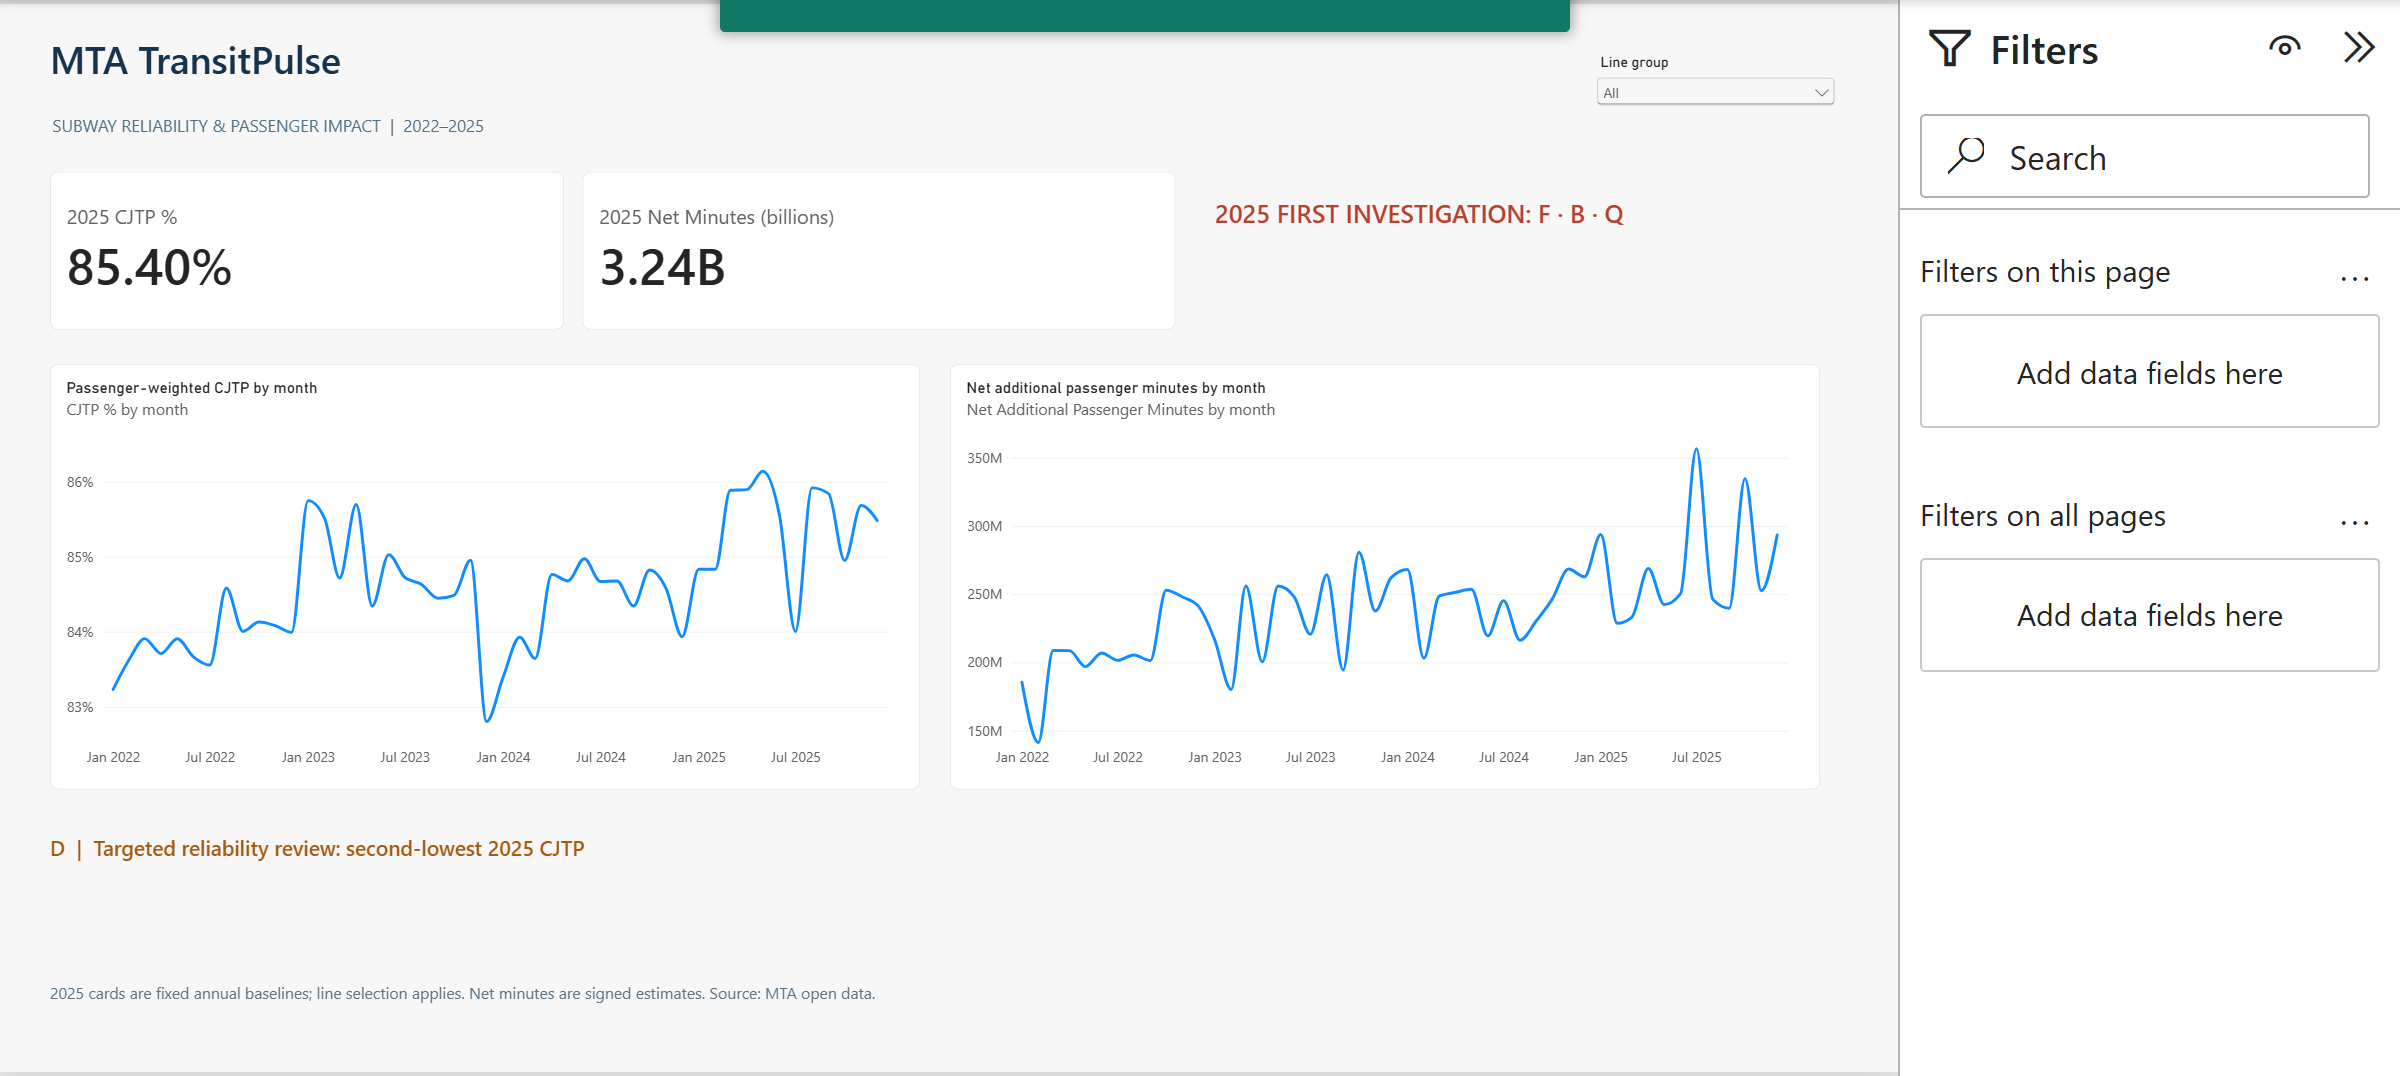 MTA TransitPulse
SUBWAY RELIABILITY & PASSENGER IMPACT | 2022–2025
Line group
All
2025 CJTP %
85.40%
2025 Net Minutes (billions)
3.24B
2025 FIRST INVESTIGATION: F · B · Q
Passenger-weighted CJTP by month
CJTP % by month
86%
85%
84%
83%
Jan 2022 Jul 2022 Jan 2023 Jul 2023 Jan 2024 Jul 2024 Jan 2025 Jul 2025
Net additional passenger minutes by month
Net Additional Passenger Minutes by month
350M
300M
250M
200M
150M
Jan 2022 Jul 2022 Jan 2023 Jul 2023 Jan 2024 Jul 2024 Jan 2025 Jul 2025
D | Targeted reliability review: second-lowest 2025 CJTP
2025 cards are fixed annual baselines; line selection applies. Net minutes are signed estimates. Source: MTA open data.
Filters
Search
Filters on this page
...
Add data fields here
Filters on all pages
...
Add data fields here